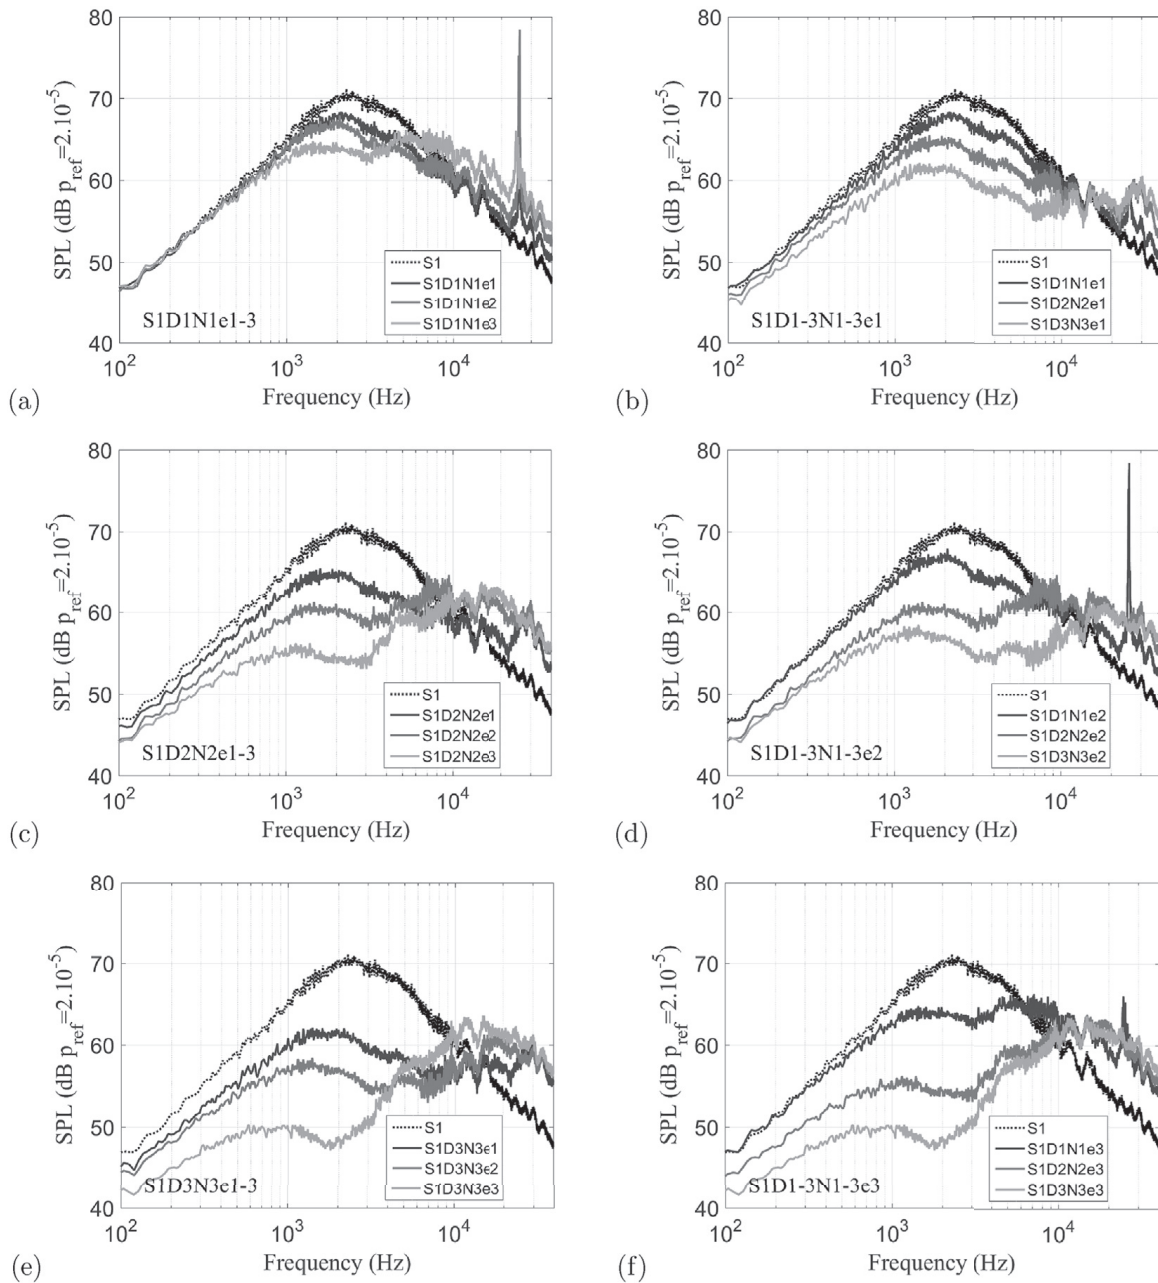 80
70
60
50
40
SPL (dB p_ref=2.10^-5)
S1
S1D1N1e1
S1D1N1e2
S1D1N1e3
S1D1N1e1-3
10^2
10^3
10^4
Frequency (Hz)
(a)
80
70
60
50
40
SPL (dB p_ref=2.10^-5)
S1
S1D1N1e1
S1D2N2e1
S1D3N3e1
S1D1-3N1-3e1
10^2
10^3
10^4
Frequency (Hz)
(b)
80
70
60
50
40
SPL (dB p_ref=2.10^-5)
S1
S1D2N2e1
S1D2N2e2
S1D2N2e3
S1D2N2e1-3
10^2
10^3
10^4
Frequency (Hz)
(c)
80
70
60
50
40
SPL (dB p_ref=2.10^-5)
S1
S1D1N1e2
S1D2N2e2
S1D3N3e2
S1D1-3N1-3e2
10^2
10^3
10^4
Frequency (Hz)
(d)
80
70
60
50
40
SPL (dB p_ref=2.10^-5)
S1
S1D3N3e1
S1D3N3e2
S1D3N3e3
S1D3N3e1-3
10^2
10^3
10^4
Frequency (Hz)
(e)
80
70
60
50
40
SPL (dB p_ref=2.10^-5)
S1
S1D1N1e3
S1D2N2e3
S1D3N3e3
S1D1-3N1-3e3
10^2
10^3
10^4
Frequency (Hz)
(f)